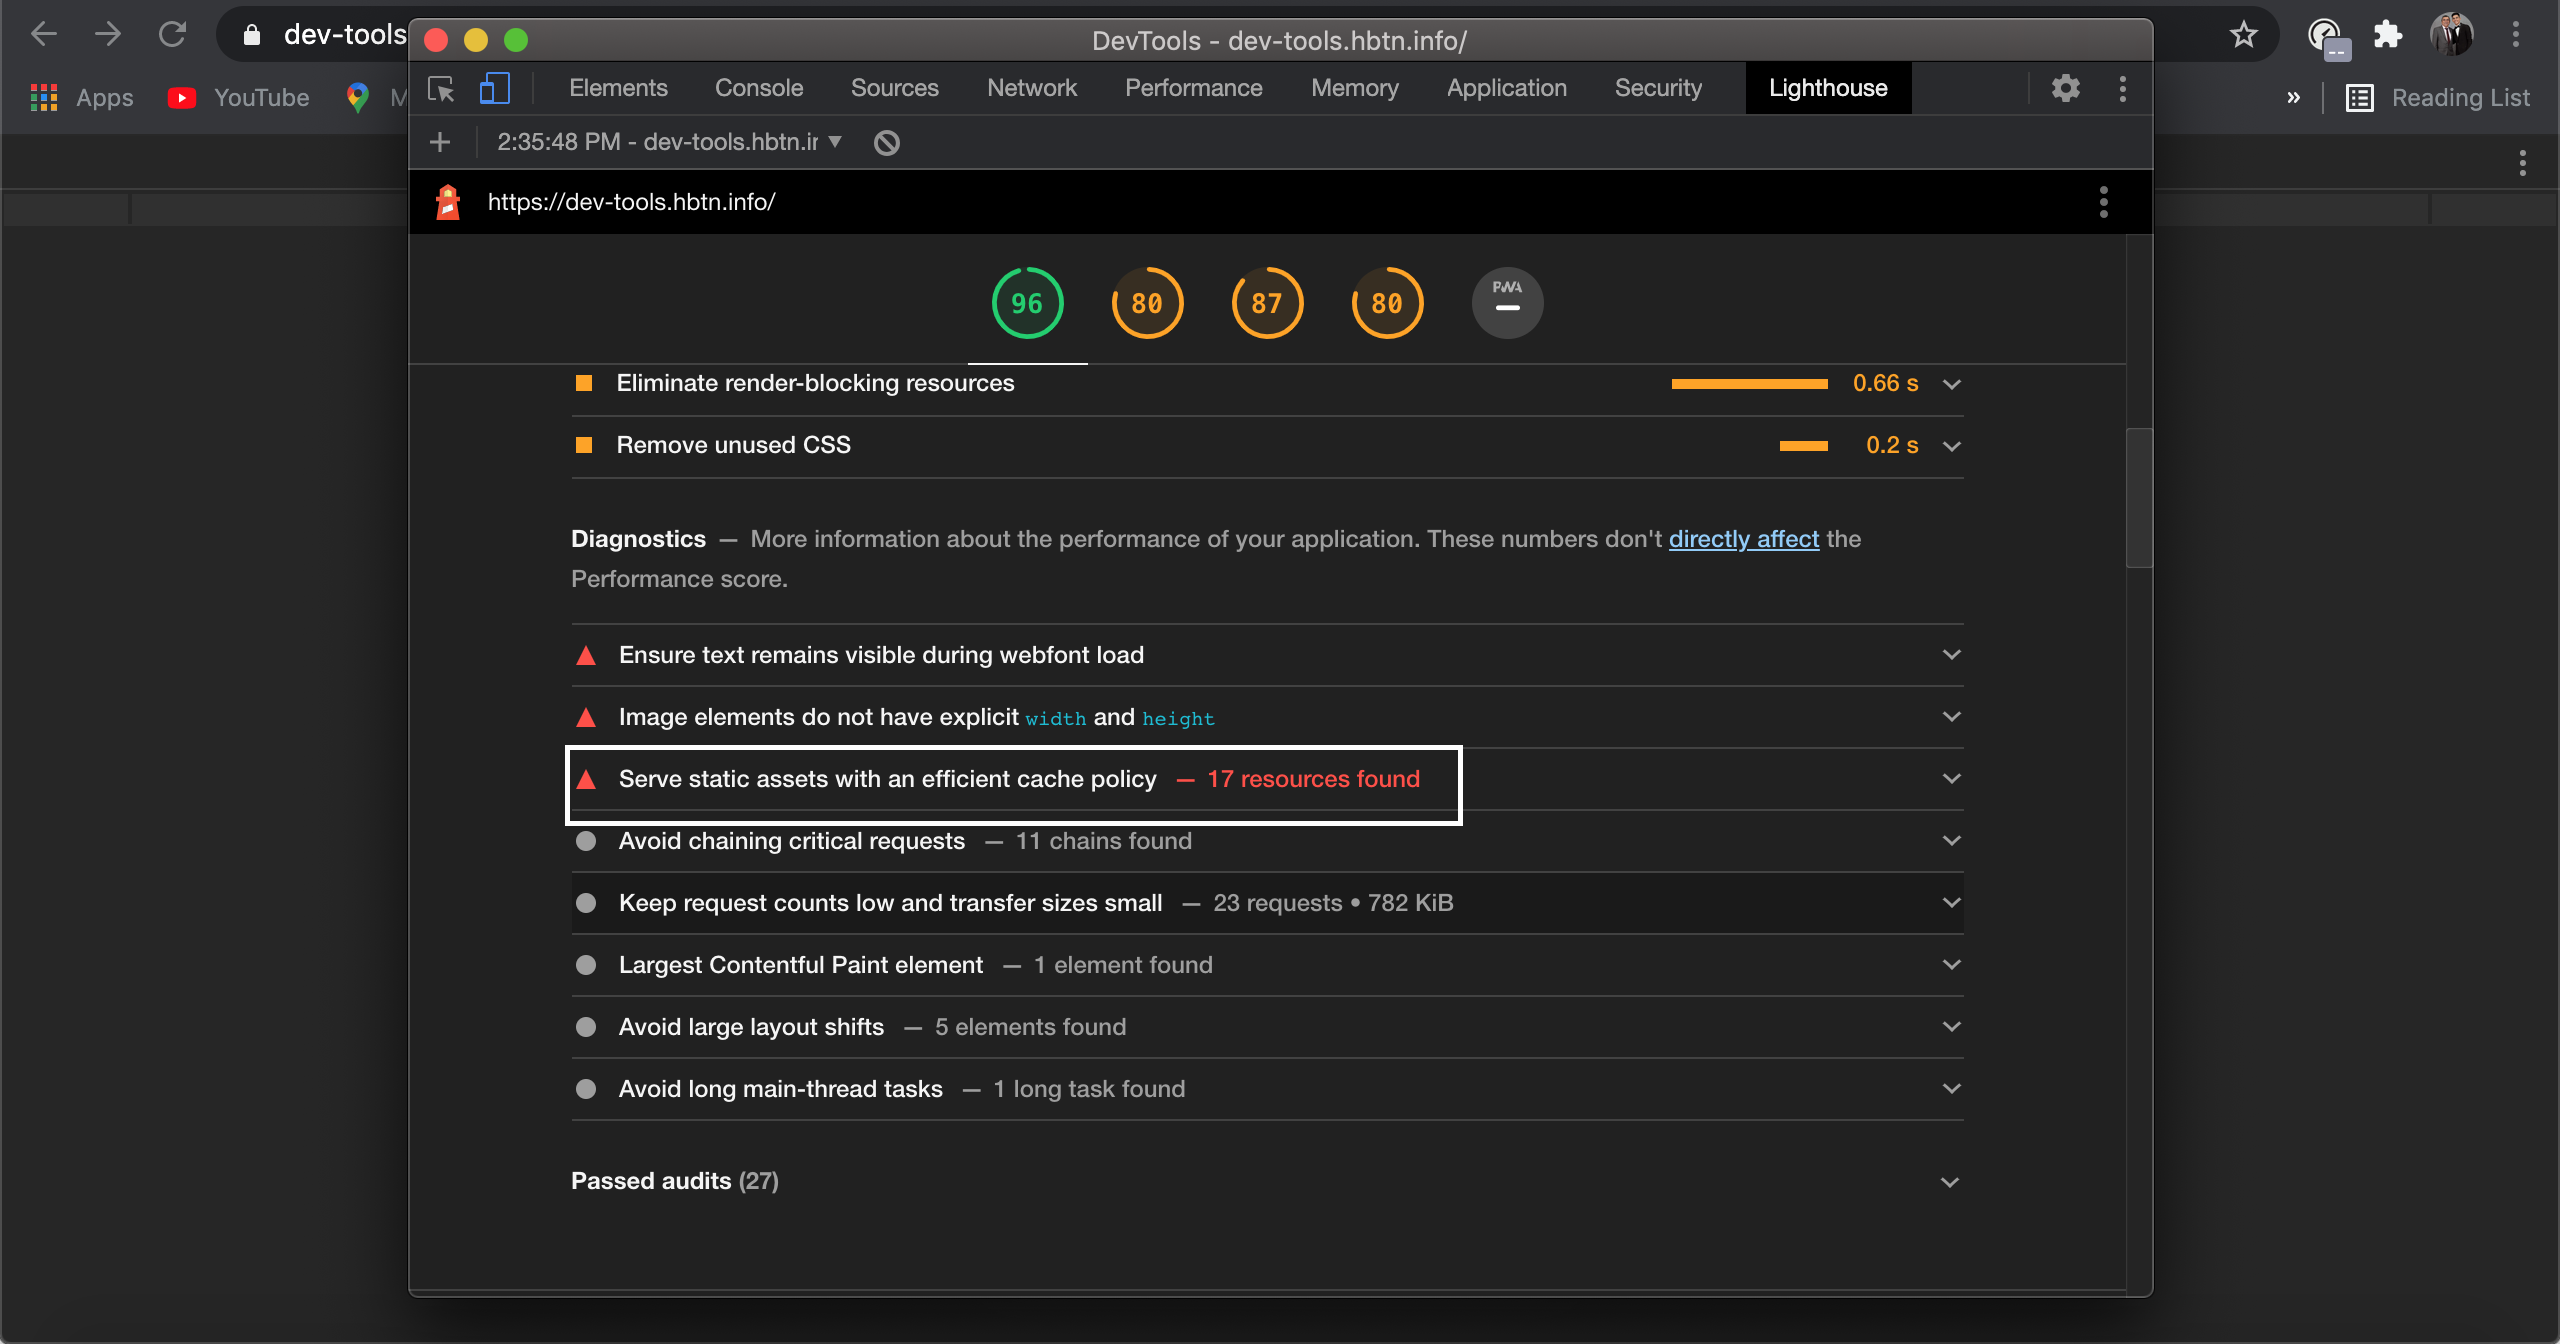 dev-tools
DevTools - dev-tools.hbtn.info/
Apps
YouTube
M
Reading List
Elements
Console
Sources
Network
Performance
Memory
Application
Security
Lighthouse
2:35:48 PM - dev-tools.hbtn.ir
https://dev-tools.hbtn.info/
96
80
87
80
PWA
Eliminate render-blocking resources
0.66 s
Remove unused CSS
0.2 s
Diagnostics — More information about the performance of your application. These numbers don't directly affect the
Performance score.
Ensure text remains visible during webfont load
Image elements do not have explicit width and height
Serve static assets with an efficient cache policy — 17 resources found
Avoid chaining critical requests — 11 chains found
Keep request counts low and transfer sizes small — 23 requests • 782 KiB
Largest Contentful Paint element — 1 element found
Avoid large layout shifts — 5 elements found
Avoid long main-thread tasks — 1 long task found
Passed audits (27)